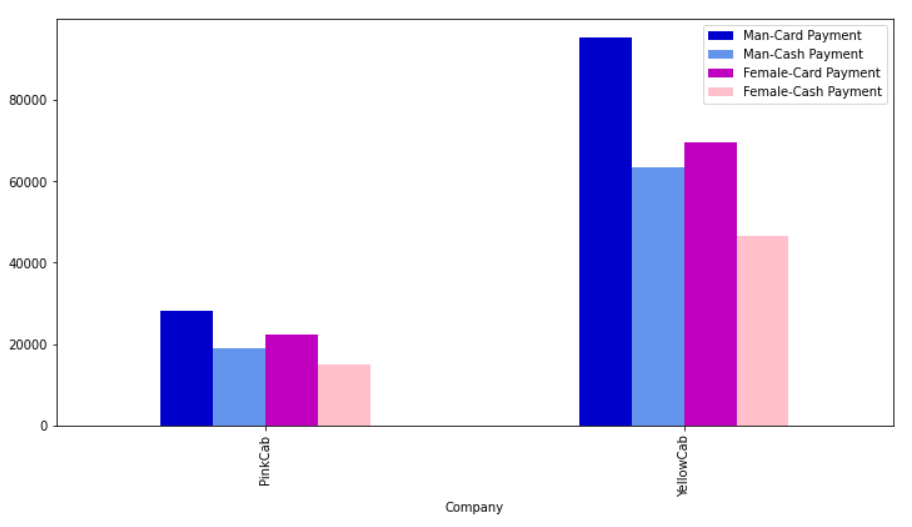 Man-Card Payment
Man-Cash Payment
Female-Card Payment
Female-Cash Payment
80000
60000
40000
20000
0
PinkCab
YellowCab
Company